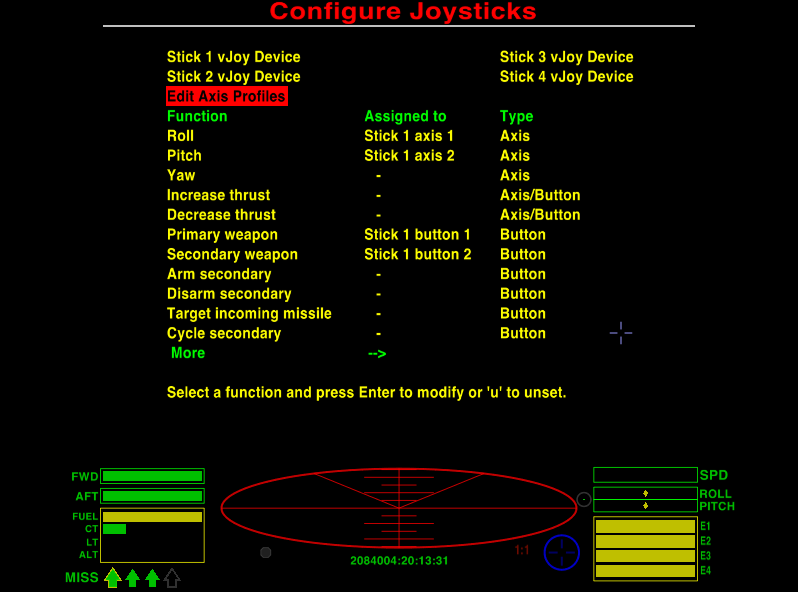 Configure Joysticks
Stick 1 vJoy Device Stick 3 vJoy Device
Stick 2 vJoy Device Stick 4 vJoy Device
Edit Axis Profiles
Function Assigned to Type
Roll Stick 1 axis 1 Axis
Pitch Stick 1 axis 2 Axis
Yaw - Axis
Increase thrust - Axis/Button
Decrease thrust - Axis/Button
Primary weapon Stick 1 button 1 Button
Secondary weapon Stick 1 button 2 Button
Arm secondary - Button
Disarm secondary - Button
Target incoming missile - Button
Cycle secondary - Button
More -->
Select a function and press Enter to modify or 'u' to unset.
FWD SPD
AFT ROLL
PITCH
FUEL E1
CT E2
LT E3
ALT E4
1:1
2084004:20:13:31
MISS